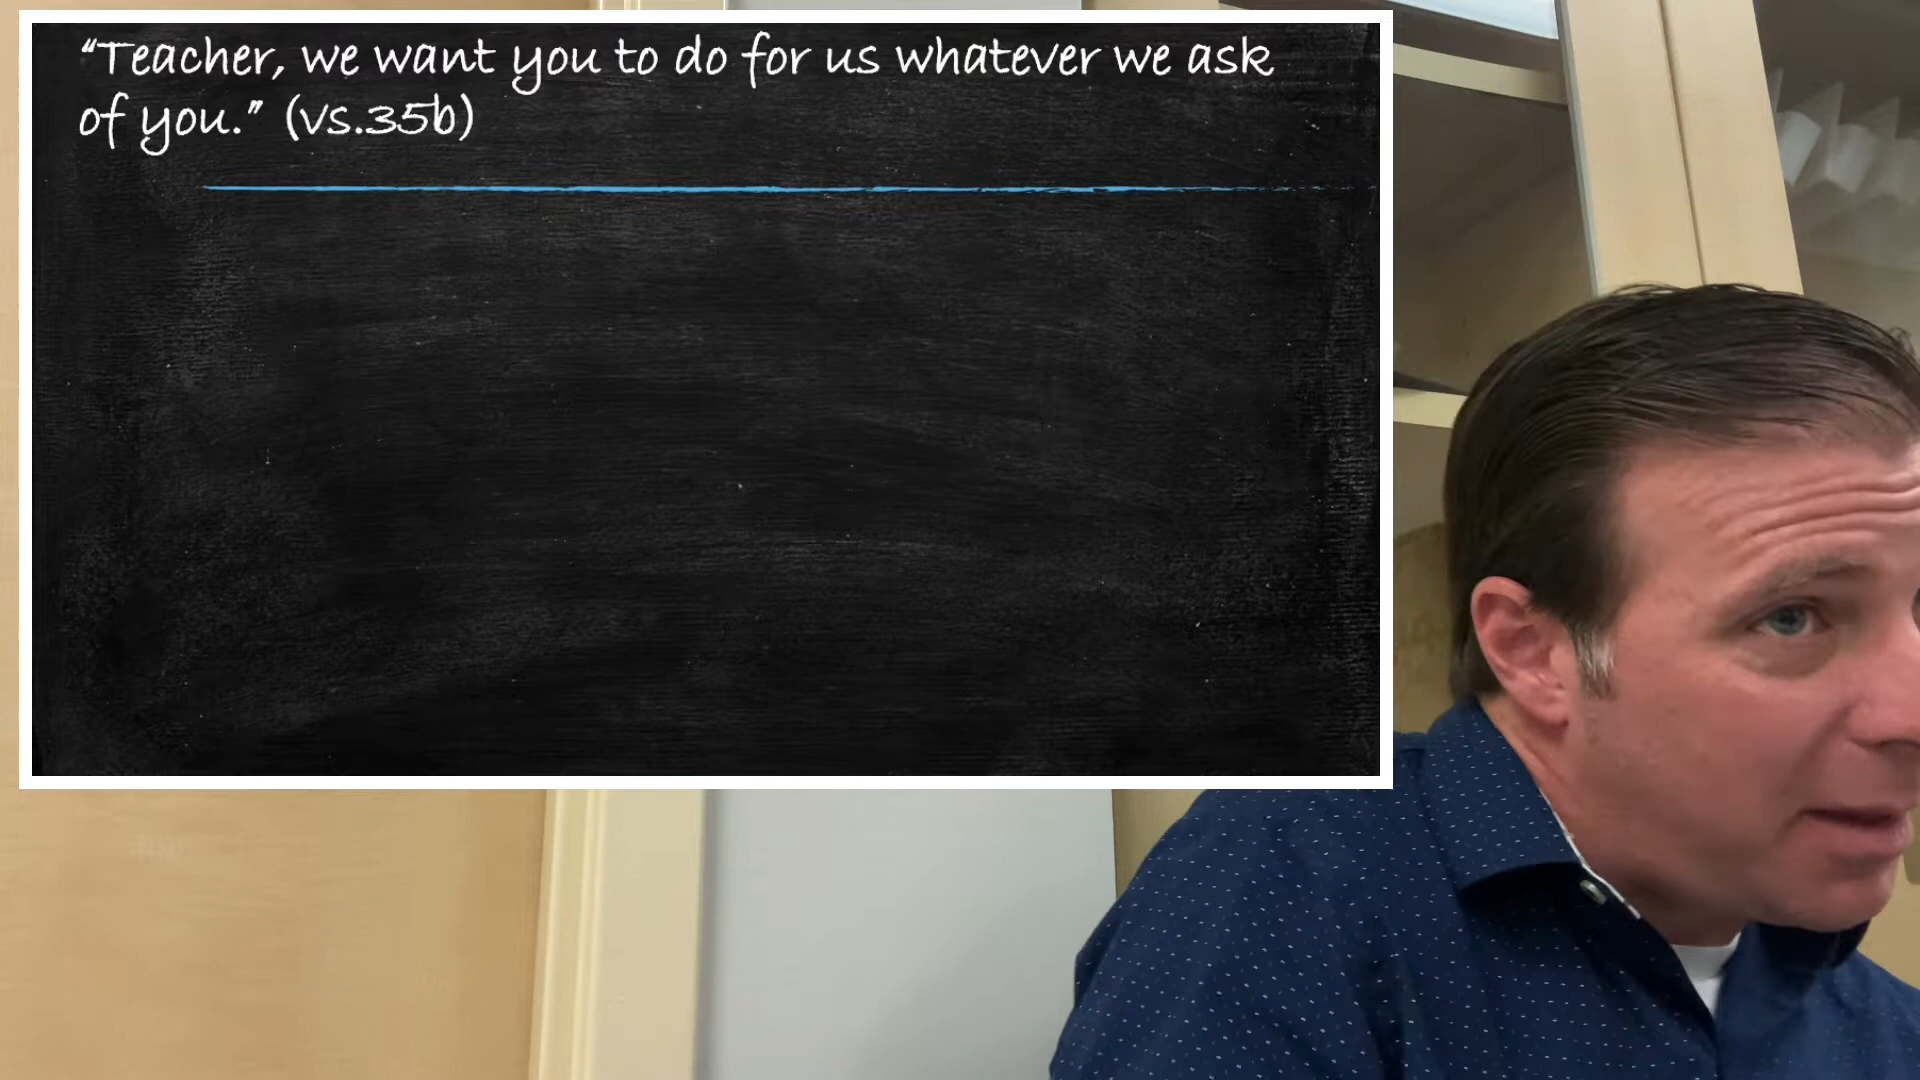 “Teacher, we want you to do for us whatever we ask
of you.” (vs.35b)